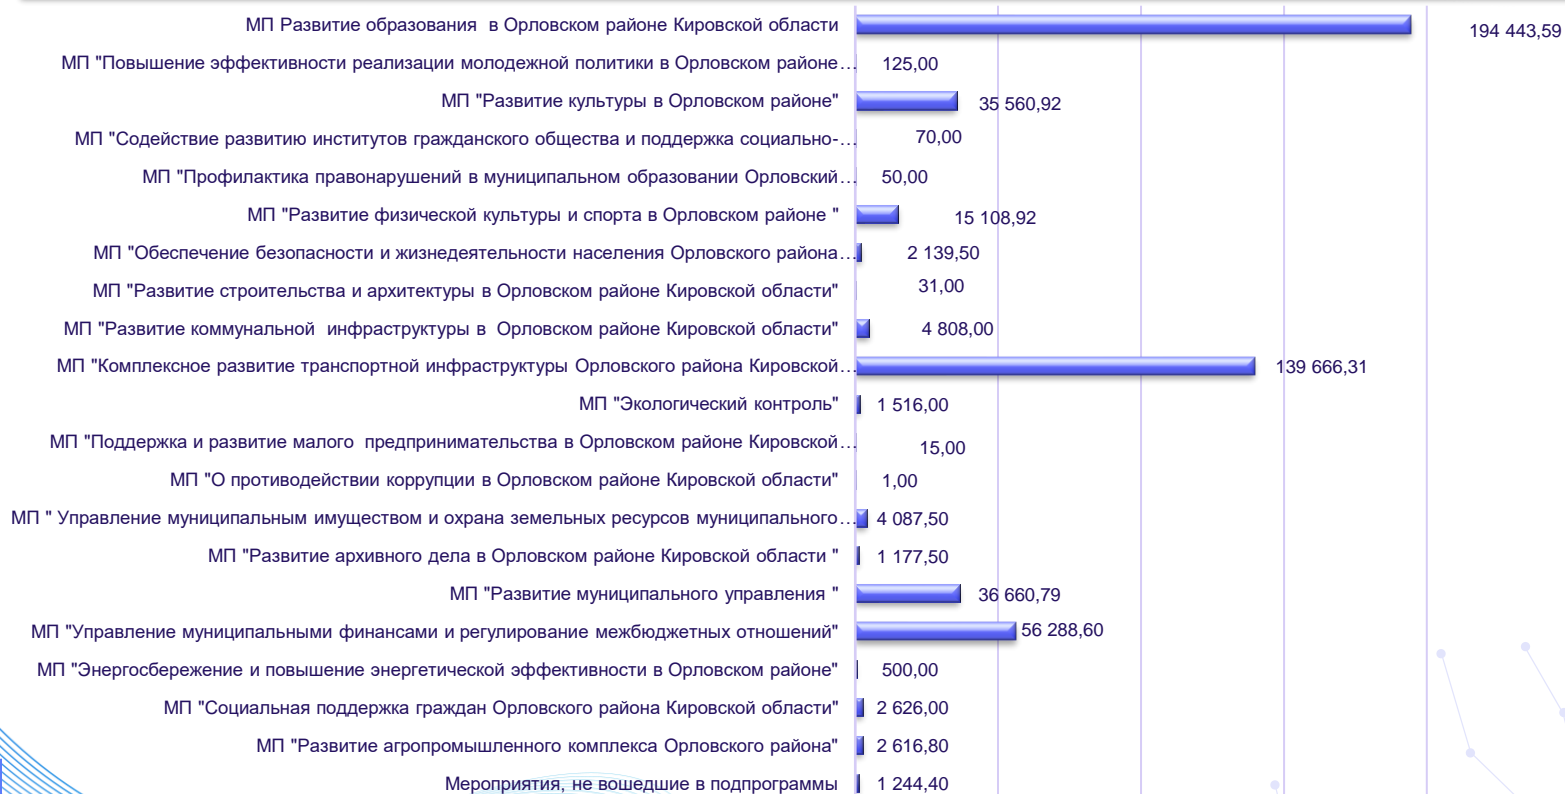 МП Развитие образования  в Орловском районе Кировской области 194 443,59
МП "Повышение эффективности реализации молодежной политики в Орловском районе… 125,00
МП "Развитие культуры в Орловском районе" 35 560,92
МП "Содействие развитию институтов гражданского общества и поддержка социально-… 70,00
МП "Профилактика правонарушений в муниципальном образовании Орловский… 50,00
МП "Развитие физической культуры и спорта в Орловском районе " 15 108,92
МП "Обеспечение безопасности и жизнедеятельности населения Орловского района… 2 139,50
МП "Развитие строительства и архитектуры в Орловском районе Кировской области" 31,00
МП "Развитие коммунальной  инфраструктуры в  Орловском районе Кировской области" 4 808,00
МП "Комплексное развитие транспортной инфраструктуры Орловского района Кировской… 139 666,31
МП "Экологический контроль" 1 516,00
МП "Поддержка и развитие малого  предпринимательства в Орловском районе Кировской… 15,00
МП "О противодействии коррупции в Орловском районе Кировской области" 1,00
МП " Управление муниципальным имуществом и охрана земельных ресурсов муниципального… 4 087,50
МП "Развитие архивного дела в Орловском районе Кировской области " 1 177,50
МП "Развитие муниципального управления " 36 660,79
МП "Управление муниципальными финансами и регулирование межбюджетных отношений" 56 288,60
МП "Энергосбережение и повышение энергетической эффективности в Орловском районе" 500,00
МП "Социальная поддержка граждан Орловского района Кировской области" 2 626,00
МП "Развитие агропромышленного комплекса Орловского района" 2 616,80
Мероприятия, не вошедшие в подпрограммы 1 244,40